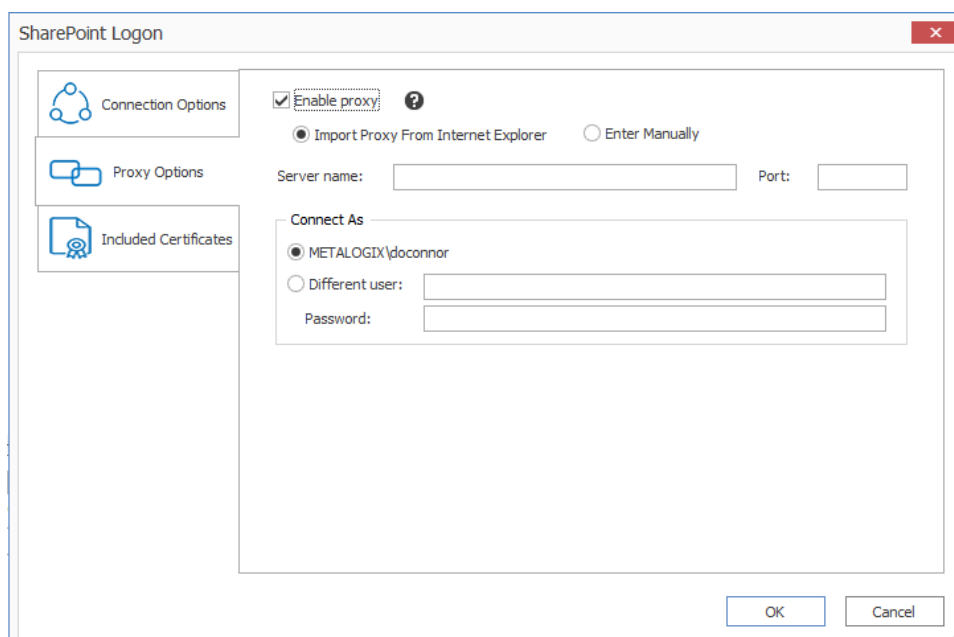 SharePoint Logon
Connection Options
Proxy Options
Included Certificates
Enable proxy
Import Proxy From Internet Explorer
Enter Manually
Server name:
Port:
Connect As
METALOGIX\doconnor
Different user:
Password:
OK
Cancel